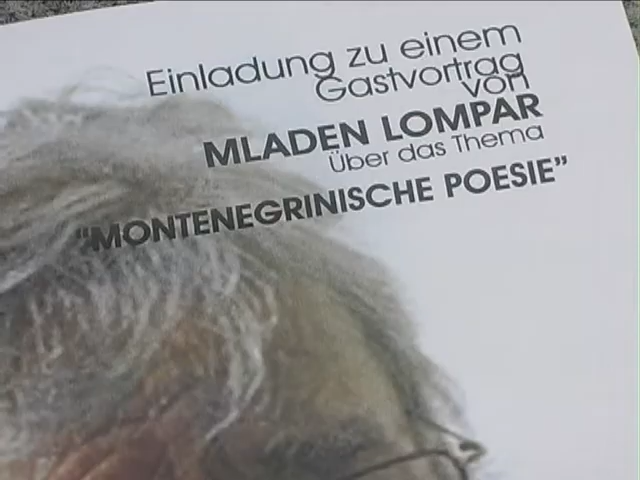 Einladung zu einem
Gastvortrag
von
MLADEN LOMPAR
Über das Thema
"MONTENEGRINISCHE POESIE”